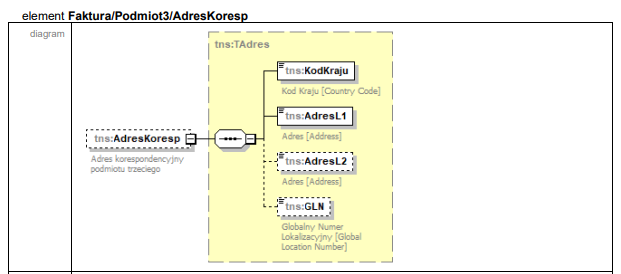 element Faktura/Podmiot3/AdresKoresp
diagram
tns:TAdres
tns:KodKraju
Kod Kraju [Country Code]
tns:AdresL1
Adres [Address]
tns:AdresKoresp
Adres korespondencyjny
podmiotu trzeciego
tns:AdresL2
Adres [Address]
tns:GLN
Globalny Numer
Lokalizacyjny [Global
Location Number]